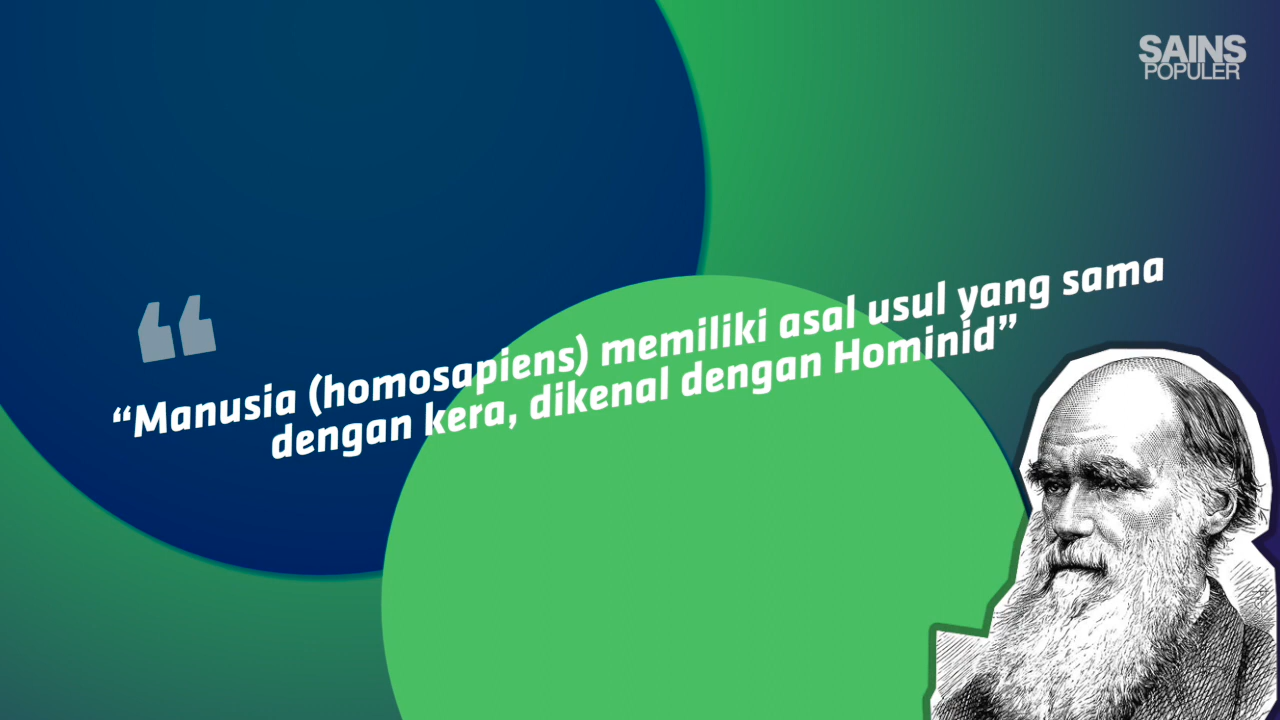 SAINS
POPULER
“Manusia (homosapiens) memiliki asal usul yang sama
dengan kera, dikenal dengan Hominid”